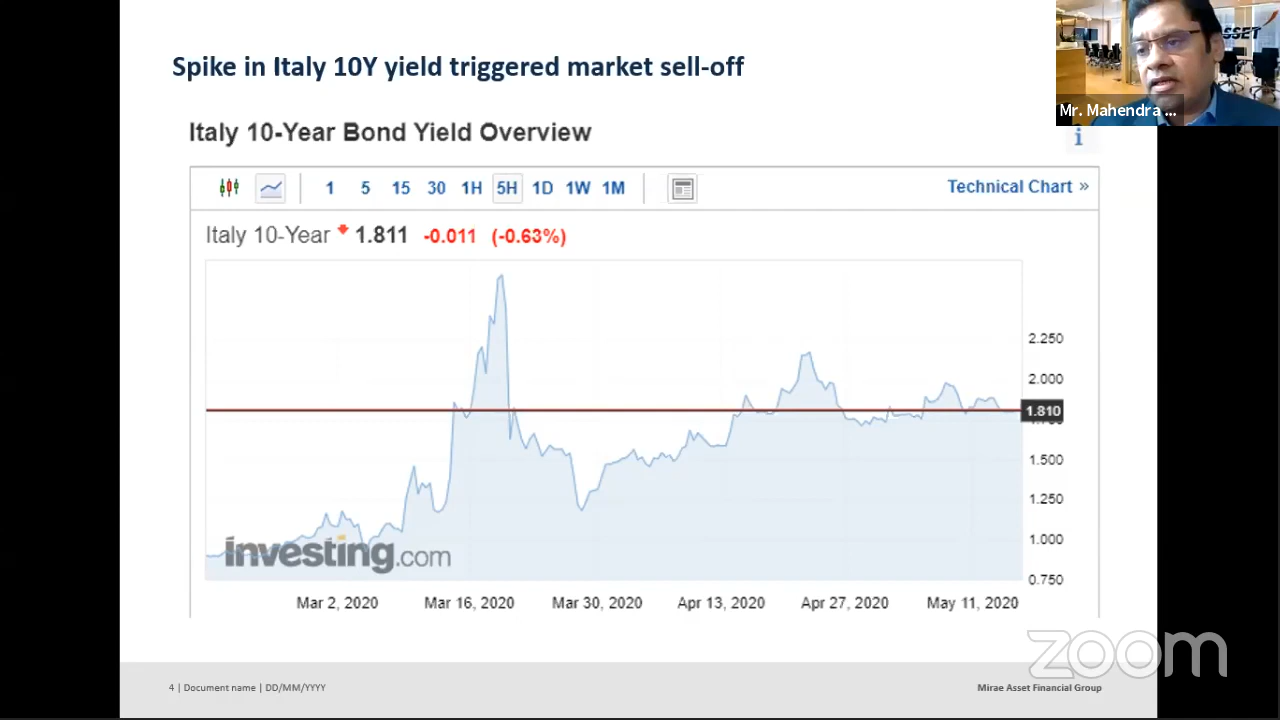 Spike in Italy 10Y yield triggered market sell-off
ASSET
Mr. Mahendra ...
Italy 10-Year Bond Yield Overview
i
1 5 15 30 1H 5H 1D 1W 1M
Technical Chart »
Italy 10-Year 1.811 -0.011 (-0.63%)
2.250
2.000
1.810
1.500
1.250
1.000
0.750
investing.com
Mar 2, 2020 Mar 16, 2020 Mar 30, 2020 Apr 13, 2020 Apr 27, 2020 May 11, 2020
zoom
4 | Document name | DD/MM/YYYY
Mirae Asset Financial Group